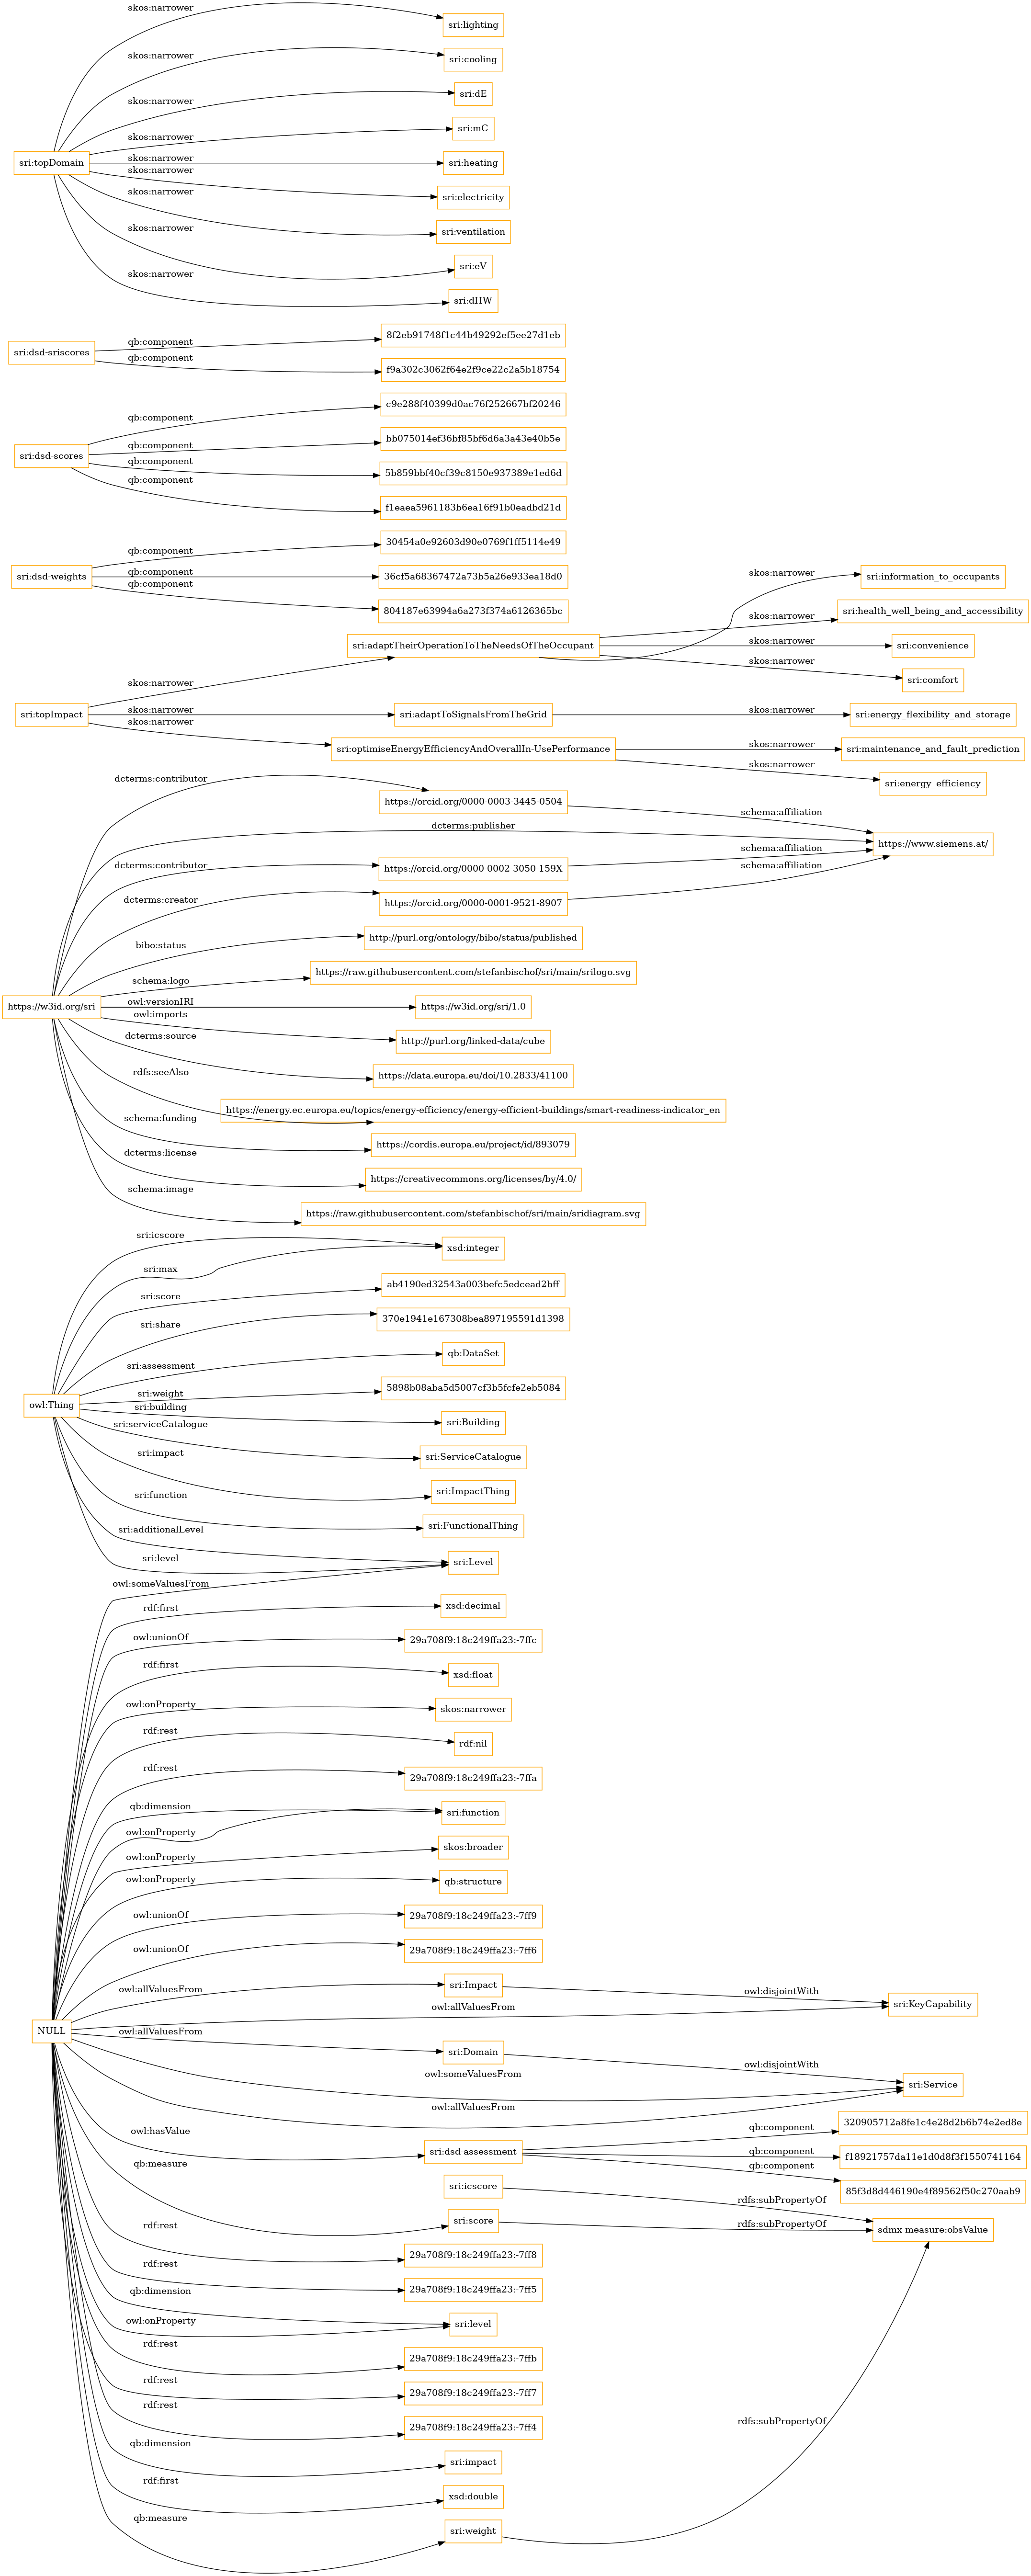 skos:narrower
sri:lighting
skos:narrower
sri:cooling
skos:narrower
sri:dE
skos:narrower
sri:mC
sri:topDomain
skos:narrower
sri:heating
skos:narrower
sri:electricity
skos:narrower
sri:ventilation
skos:narrower
sri:eV
skos:narrower
sri:dHW
sri:dsd-sriscores
qb:component
8f2eb91748f1c44b49292ef5ee27d1eb
qb:component
f9a302c3062f64e2f9ce22c2a5b18754
sri:dsd-scores
qb:component
c9e288f40399d0ac76f252667bf20246
qb:component
bb075014ef36bf85bf6d6a3a43e40b5e
qb:component
5b859bbf40cf39c8150e937389e1ed6d
qb:component
f1eaea5961183b6ea16f91b0eadbd21d
sri:dsd-weights
qb:component
30454a0e92603d90e0769f1ff5114e49
qb:component
36cf5a68367472a73b5a26e933ea18d0
qb:component
804187e63994a6a273f374a6126365bc
skos:narrower
sri:information_to_occupants
skos:narrower
sri:health_well_being_and_accessibility
sri:adaptTheirOperationToTheNeedsOfTheOccupant
skos:narrower
sri:convenience
skos:narrower
sri:comfort
skos:narrower
sri:topImpact
skos:narrower
sri:adaptToSignalsFromTheGrid
skos:narrower
sri:energy_flexibility_and_storage
skos:narrower
sri:optimiseEnergyEfficiencyAndOverallIn-UsePerformance
skos:narrower
sri:maintenance_and_fault_prediction
skos:narrower
sri:energy_efficiency
dcterms:contributor
https://orcid.org/0000-0003-3445-0504
schema:affiliation
dcterms:publisher
https://www.siemens.at/
dcterms:contributor
https://orcid.org/0000-0002-3050-159X
schema:affiliation
dcterms:creator
https://orcid.org/0000-0001-9521-8907
schema:affiliation
bibo:status
http://purl.org/ontology/bibo/status/published
schema:logo
https://raw.githubusercontent.com/stefanbischof/sri/main/srilogo.svg
https://w3id.org/sri
owl:versionIRI
https://w3id.org/sri/1.0
owl:imports
http://purl.org/linked-data/cube
dcterms:source
https://data.europa.eu/doi/10.2833/41100
rdfs:seeAlso
https://energy.ec.europa.eu/topics/energy-efficiency/energy-efficient-buildings/smart-readiness-indicator_en
schema:funding
https://cordis.europa.eu/project/id/893079
dcterms:license
https://creativecommons.org/licenses/by/4.0/
schema:image
https://raw.githubusercontent.com/stefanbischof/sri/main/sridiagram.svg
sri:icscore
xsd:integer
sri:max
sri:score
ab4190ed32543a003befc5edcead2bff
sri:share
370e1941e167308bea897195591d1398
sri:assessment
qb:DataSet
owl:Thing
sri:weight
5898b08aba5d5007cf3b5fcfe2eb5084
sri:building
sri:Building
sri:serviceCatalogue
sri:ServiceCatalogue
sri:impact
sri:ImpactThing
sri:function
sri:FunctionalThing
sri:additionalLevel
sri:level
sri:Level
owl:someValuesFrom
rdf:first
xsd:decimal
owl:unionOf
29a708f9:18c249ffa23:-7ffc
rdf:first
xsd:float
owl:onProperty
skos:narrower
rdf:rest
rdf:nil
rdf:rest
29a708f9:18c249ffa23:-7ffa
qb:dimension
sri:function
owl:onProperty
owl:onProperty
skos:broader
owl:onProperty
qb:structure
owl:unionOf
29a708f9:18c249ffa23:-7ff9
owl:unionOf
29a708f9:18c249ffa23:-7ff6
owl:allValuesFrom
sri:Impact
owl:disjointWith
sri:KeyCapability
owl:allValuesFrom
NULL
owl:allValuesFrom
sri:Domain
owl:disjointWith
owl:someValuesFrom
sri:Service
owl:allValuesFrom
owl:hasValue
sri:dsd-assessment
qb:component
320905712a8fe1c4e28d2b6b74e2ed8e
qb:component
f18921757da11e1d0d8f3f1550741164
qb:component
85f3d8d446190e4f89562f50c270aab9
qb:measure
sri:icscore
rdfs:subPropertyOf
sri:score
rdfs:subPropertyOf
sdmx-measure:obsValue
rdf:rest
29a708f9:18c249ffa23:-7ff8
rdf:rest
29a708f9:18c249ffa23:-7ff5
qb:dimension
sri:level
owl:onProperty
rdf:rest
29a708f9:18c249ffa23:-7ffb
rdf:rest
29a708f9:18c249ffa23:-7ff7
rdf:rest
29a708f9:18c249ffa23:-7ff4
rdfs:subPropertyOf
qb:dimension
sri:impact
rdf:first
xsd:double
qb:measure
sri:weight